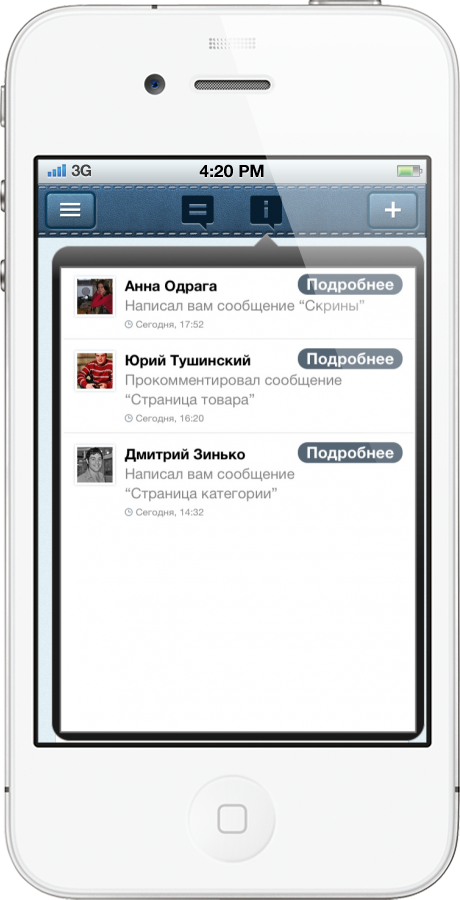 3G 4:20 PM
Анна Одрага Подробнее
Написал вам сообщение “Скрины”
Сегодня, 17:52
Юрий Тушинский Подробнее
Прокомментировал сообщение
“Страница товара”
Сегодня, 16:20
Дмитрий Зинько Подробнее
Написал вам сообщение
“Страница категории”
Сегодня, 14:32